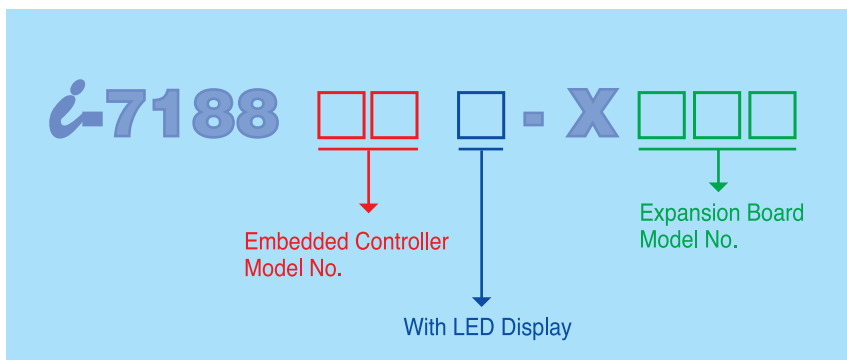 i-7188 □□ □ - X □□□
Embedded Controller
Model No.
Expansion Board
Model No.
With LED Display